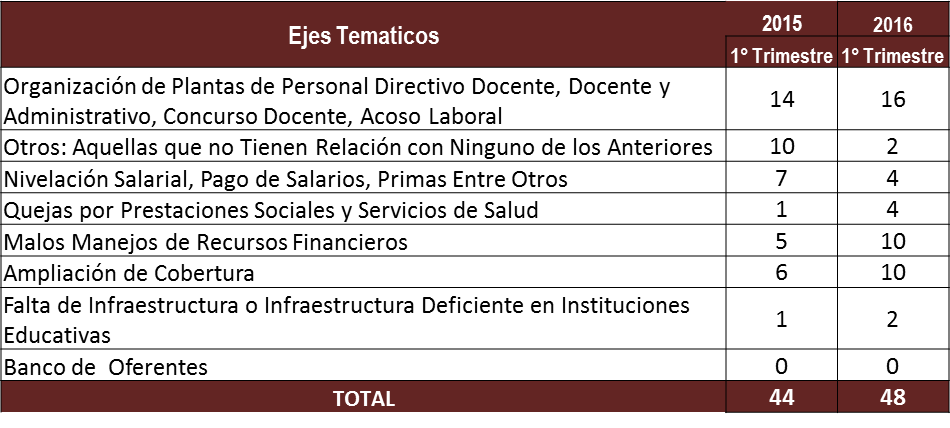 Ejes Tematicos 2015 2016
1° Trimestre 1° Trimestre
Organización de Plantas de Personal Directivo Docente, Docente y
Administrativo, Concurso Docente, Acoso Laboral 14 16
Otros: Aquellas que no Tienen Relación con Ninguno de los Anteriores 10 2
Nivelación Salarial, Pago de Salarios, Primas Entre Otros 7 4
Quejas por Prestaciones Sociales y Servicios de Salud 1 4
Malos Manejos de Recursos Financieros 5 10
Ampliación de Cobertura 6 10
Falta de Infraestructura o Infraestructura Deficiente en Instituciones
Educativas 1 2
Banco de Oferentes 0 0
TOTAL 44 48